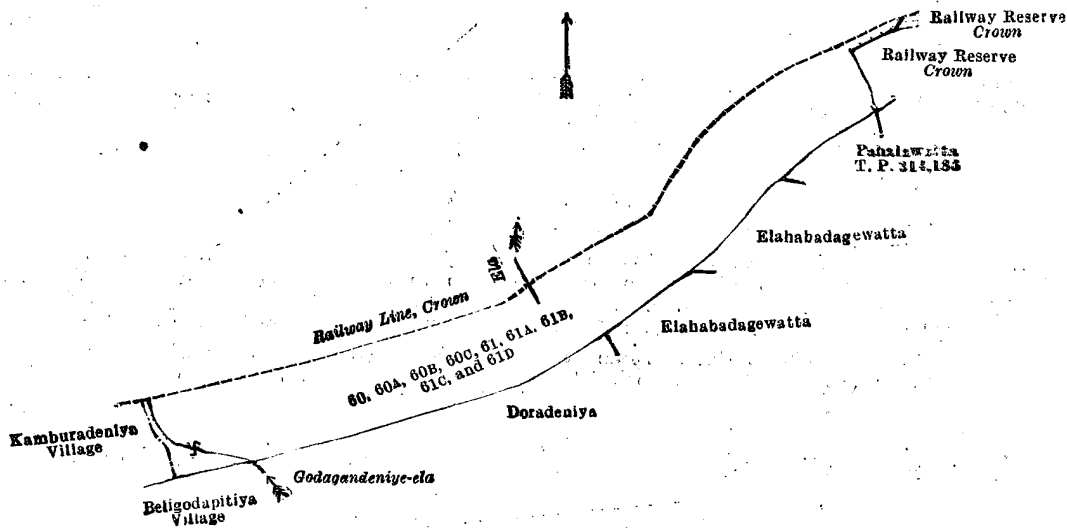 Railway Reserve
Crown
Railway Reserve
Crown
Pahalawatta
T. P. 314,185
Elahabadagewatta
Ela
Railway Line, Crown
Elahabadagewatta
60, 60A, 60B, 60C, 61, 61A, 61B,
61C, and 61D
Doradeniya
Kamburadeniya
Village
Godagandeniye-ela
Beligodapitiya
Village